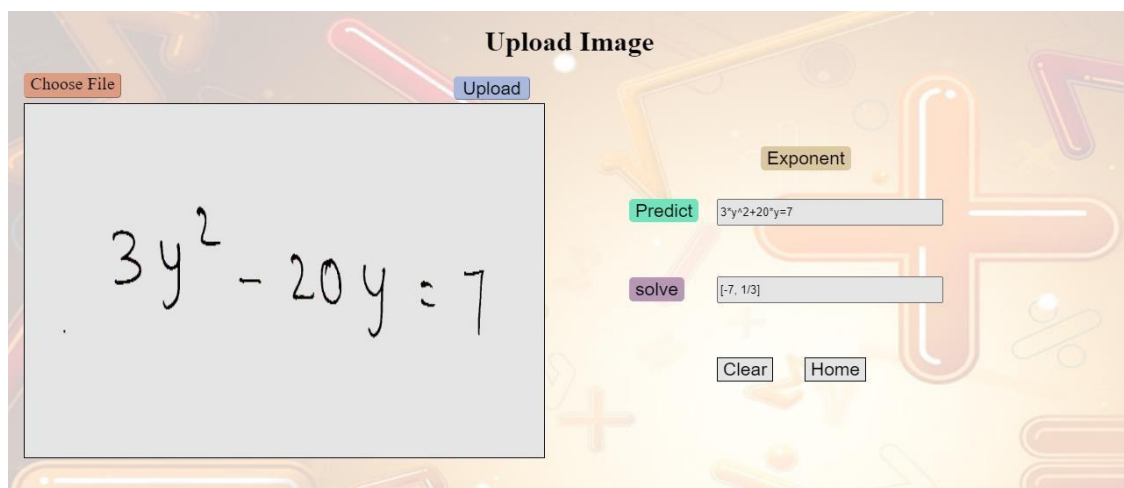 Upload Image
Choose File
Upload
3y² - 20y = 7
Exponent
Predict
3*y^2+20*y=7
solve
[-7, 1/3]
Clear
Home